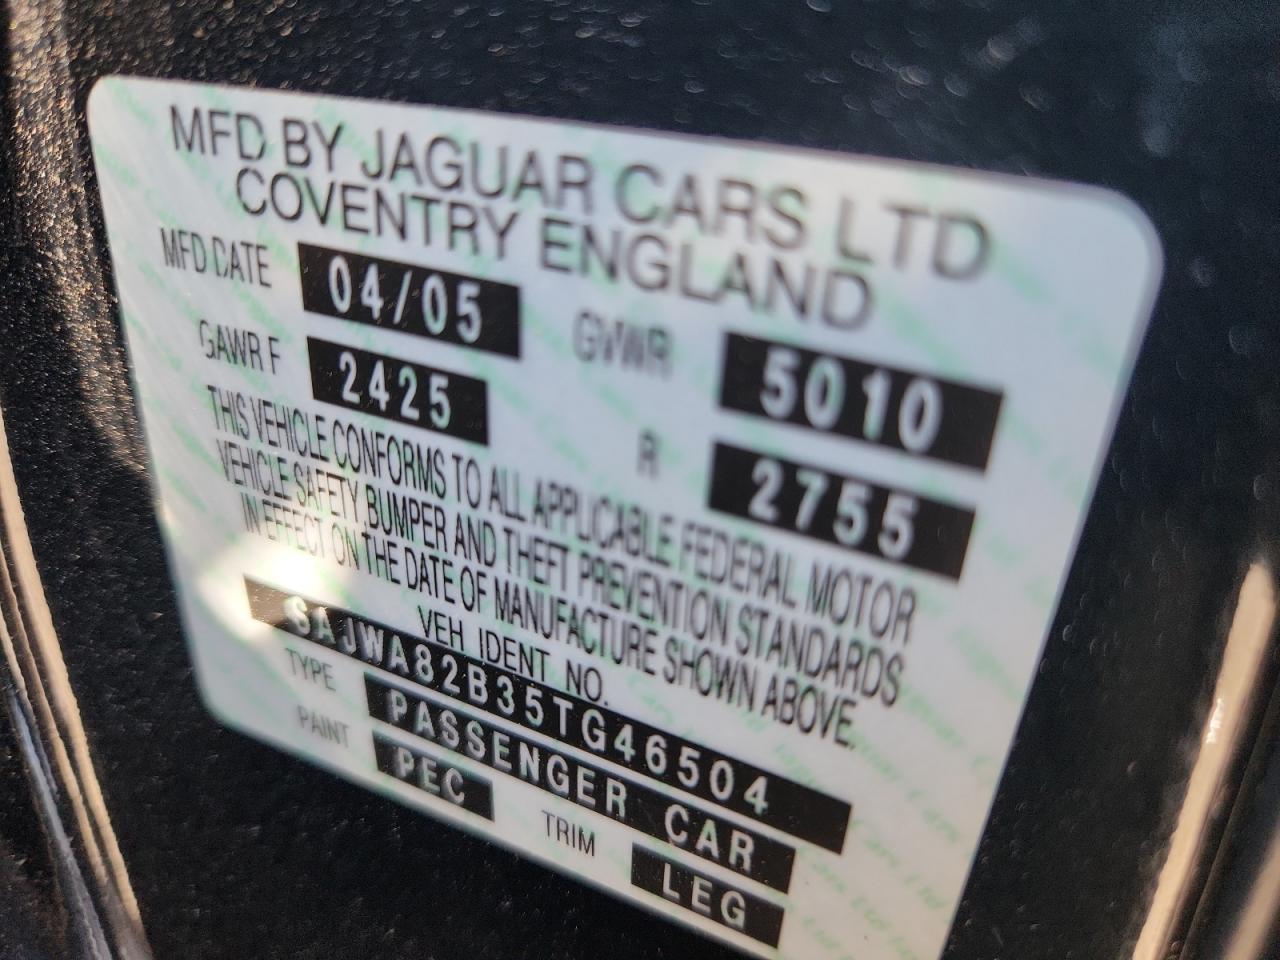 MFD BY JAGUAR CARS LTD
COVENTRY ENGLAND
MFD DATE 04/05 GVWR 5010
GAWR F 2425 R 2755
THIS VEHICLE CONFORMS TO ALL APPLICABLE FEDERAL MOTOR
VEHICLE SAFETY, BUMPER AND THEFT PREVENTION STANDARDS
IN EFFECT ON THE DATE OF MANUFACTURE SHOWN ABOVE.
VEH IDENT NO.
SAJWA82B35TG46504
TYPE PASSENGER CAR
PAINT PEC TRIM LEG